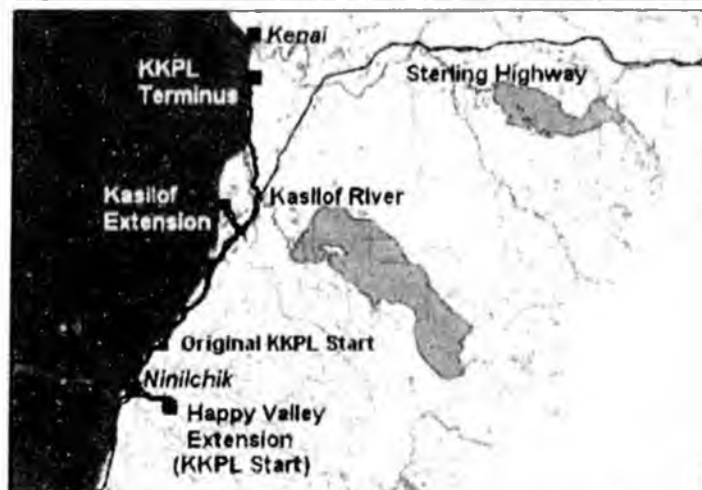 Kenai
KKPL
Terminus
Sterling Highway
Kasilof
Extension
Kasilof River
Original KKPL Start
Ninilchik
Happy Valley
Extension
(KKPL Start)